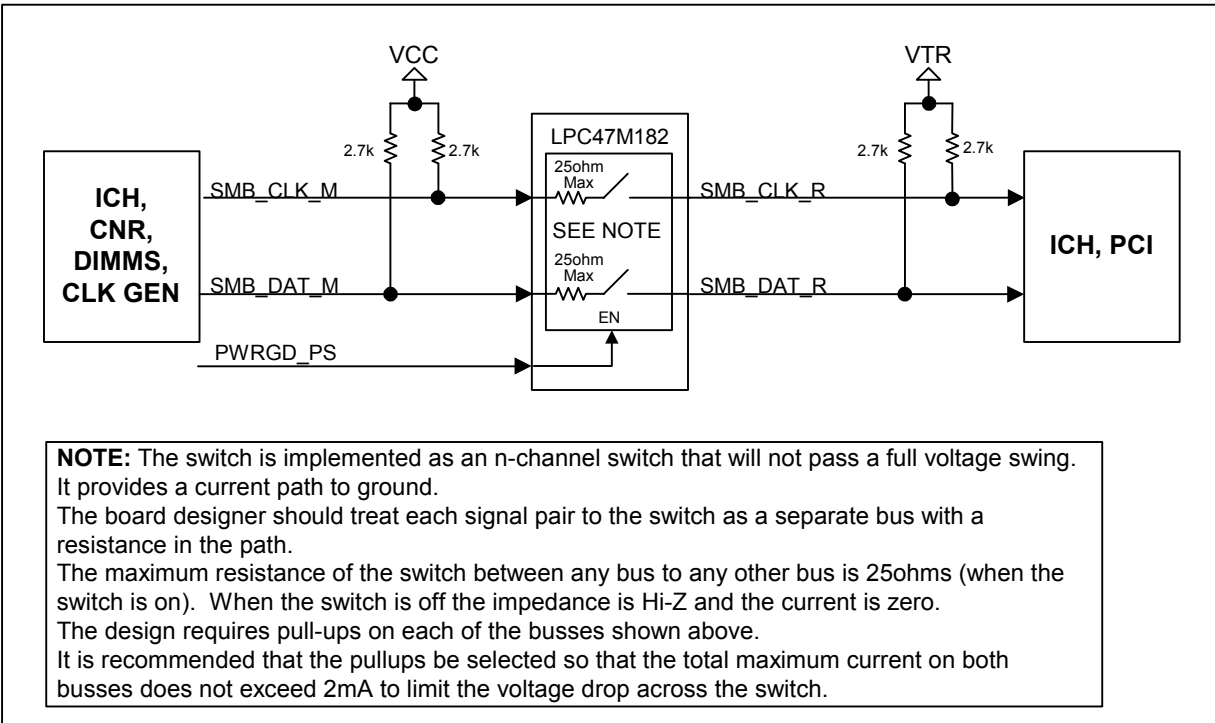 VCC
VTR
LPC47M182
2.7k
2.7k
25ohm
Max
2.7k
2.7k
ICH,
CNR,
DIMMS,
CLK GEN
SMB_CLK_M
SMB_CLK_R
SEE NOTE
ICH, PCI
25ohm
Max
SMB_DAT_M
SMB_DAT_R
EN
PWRGD_PS
NOTE: The switch is implemented as an n-channel switch that will not pass a full voltage swing.
It provides a current path to ground.
The board designer should treat each signal pair to the switch as a separate bus with a
resistance in the path.
The maximum resistance of the switch between any bus to any other bus is 25ohms (when the
switch is on).  When the switch is off the impedance is Hi-Z and the current is zero.
The design requires pull-ups on each of the busses shown above.
It is recommended that the pullups be selected so that the total maximum current on both
busses does not exceed 2mA to limit the voltage drop across the switch.